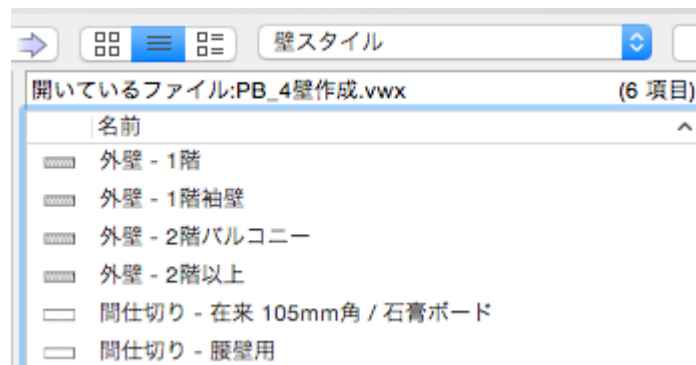 壁スタイル
開いているファイル:PB_4壁作成.vwx (6 項目)
名前
外壁 - 1階
外壁 - 1階袖壁
外壁 - 2階バルコニー
外壁 - 2階以上
間仕切り - 在来 105mm角 / 石膏ボード
間仕切り - 腰壁用